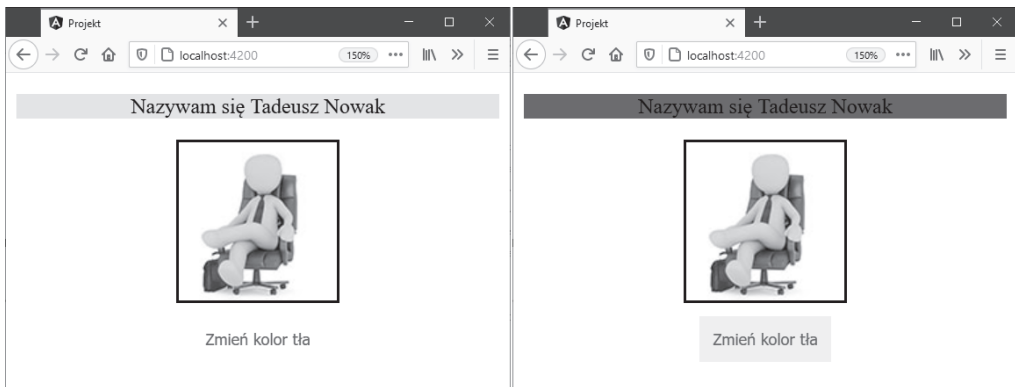 Projekt
localhost:4200
150%
Nazywam się Tadeusz Nowak
Zmień kolor tła
Projekt
localhost:4200
150%
Nazywam się Tadeusz Nowak
Zmień kolor tła